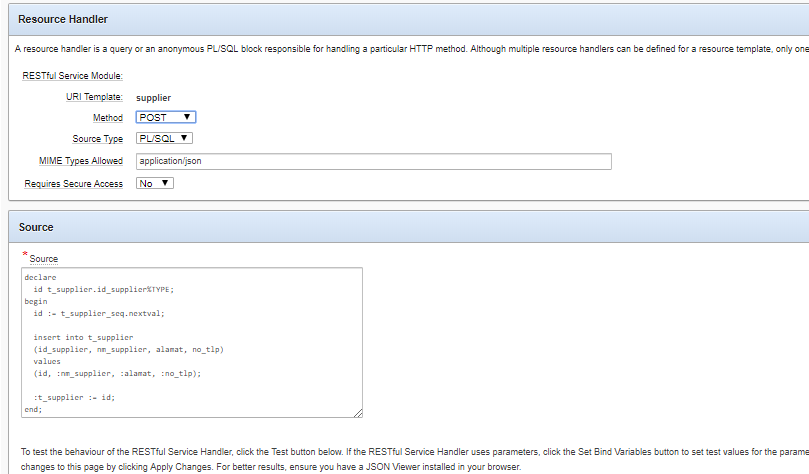 Resource Handler
A resource handler is a query or an anonymous PL/SQL block responsible for handling a particular HTTP method. Although multiple resource handlers can be defined for a resource template, only one
RESTful Service Module:
URI Template: supplier
Method POST
Source Type PL/SQL
MIME Types Allowed application/json
Requires Secure Access No
Source
* Source
declare
id t_supplier.id_supplier%TYPE;
begin
id := t_supplier_seq.nextval;
insert into t_supplier
(id_supplier, nm_supplier, alamat, no_tlp)
values
(id, :nm_supplier, :alamat, :no_tlp);
:t_supplier := id;
end;
To test the behaviour of the RESTful Service Handler, click the Test button below. If the RESTful Service Handler uses parameters, click the Set Bind Variables button to set test values for the parama
changes to this page by clicking Apply Changes. For better results, ensure you have a JSON Viewer installed in your browser.